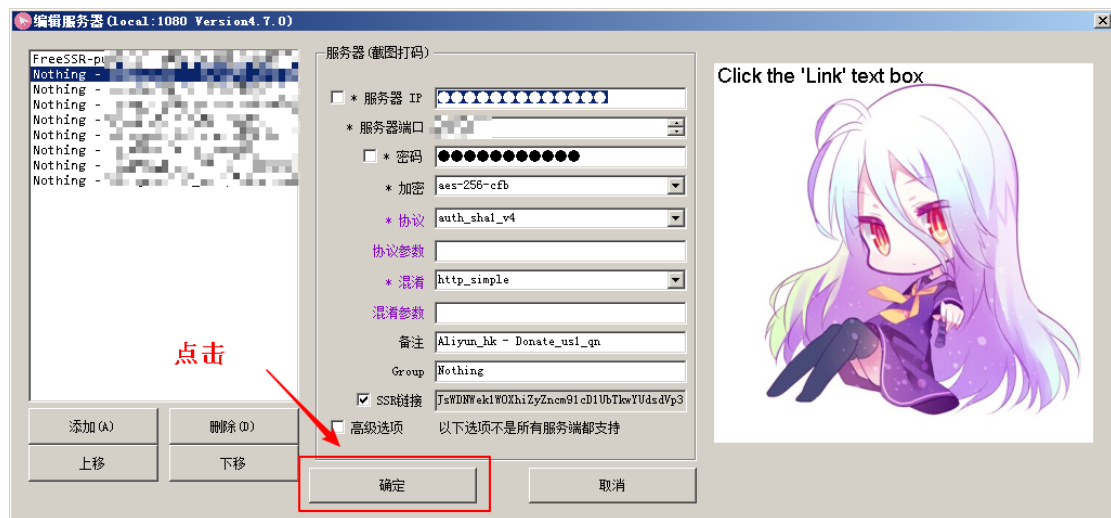 编辑服务器(local:1080 Version4.7.0)
FreeSSR-pu
Nothing -
Nothing -
Nothing -
Nothing -
Nothing -
Nothing -
Nothing -
Nothing -
添加(A)
删除(D)
上移
下移
点击
服务器(截图打码)
* 服务器 IP ●●●●●●●●●●●●●
* 服务器端口
* 密码 ●●●●●●●●●●●
* 加密 aes-256-cfb
* 协议 auth_sha1_v4
协议参数
* 混淆 http_simple
混淆参数
备注 Aliyun_hk - Donate_us1_qn
Group Nothing
SSR链接 JsWDNWek1WOXhiZyZncm91cD1UbTkwYUdsdVp3
高级选项 以下选项不是所有服务端都支持
确定
取消
Click the 'Link' text box